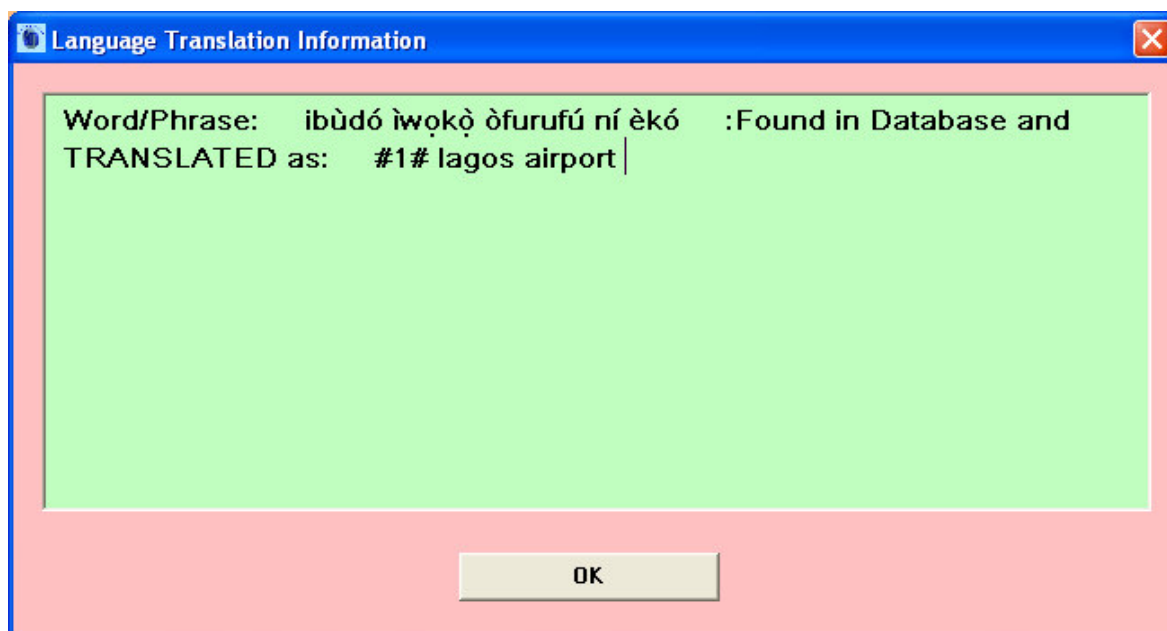 Language Translation Information
Word/Phrase: ibùdó ìwọkọ̀ òfurufú ní èkó :Found in Database and
TRANSLATED as: #1# lagos airport
OK